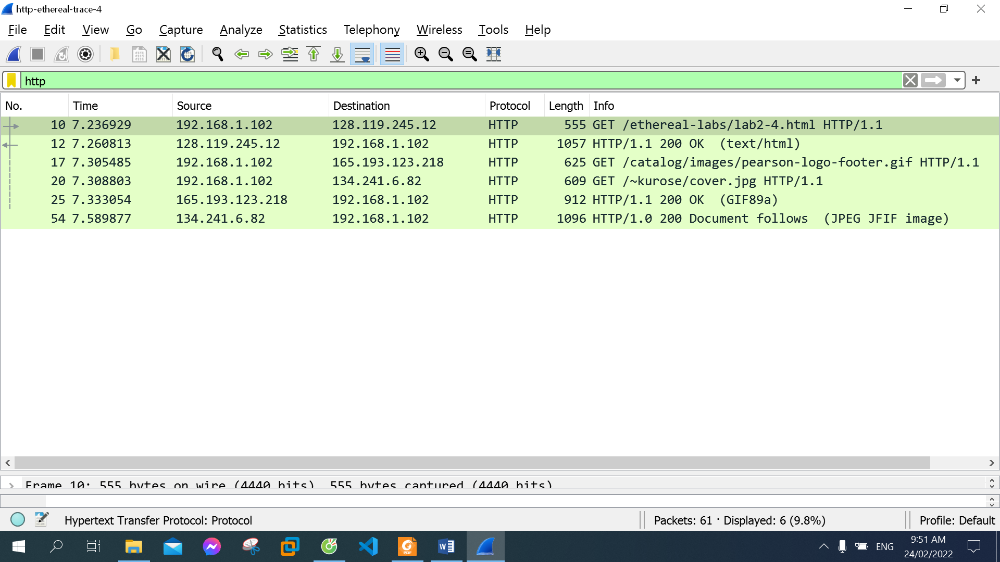 http-ethereal-trace-4
File Edit View Go Capture Analyze Statistics Telephony Wireless Tools Help
http
No. Time Source Destination Protocol Length Info
10 7.236929 192.168.1.102 128.119.245.12 HTTP 555 GET /ethereal-labs/lab2-4.html HTTP/1.1
12 7.260813 128.119.245.12 192.168.1.102 HTTP 1057 HTTP/1.1 200 OK (text/html)
17 7.305485 192.168.1.102 165.193.123.218 HTTP 625 GET /catalog/images/pearson-logo-footer.gif HTTP/1.1
20 7.308803 192.168.1.102 134.241.6.82 HTTP 609 GET /~kurose/cover.jpg HTTP/1.1
25 7.333054 165.193.123.218 192.168.1.102 HTTP 912 HTTP/1.1 200 OK (GIF89a)
54 7.589877 134.241.6.82 192.168.1.102 HTTP 1096 HTTP/1.0 200 Document follows (JPEG JFIF image)
Frame 10: 555 bytes on wire (4440 bits), 555 bytes captured (4440 bits)
Hypertext Transfer Protocol: Protocol
Packets: 61 · Displayed: 6 (9.8%)
Profile: Default
PDF
ENG
9:51 AM
24/02/2022